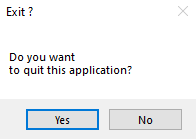 Exit ?
Do you want
to quit this application?
Yes
No